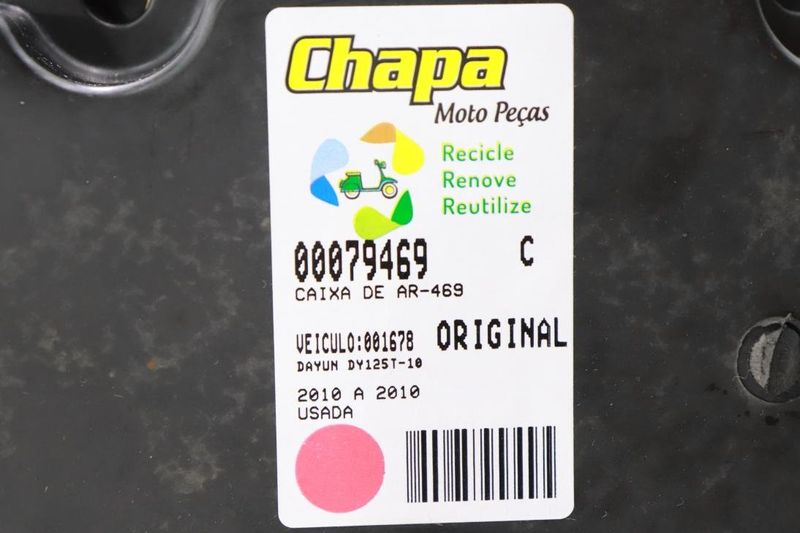 Chapa
Moto Peças
Recicle
Renove
Reutilize
00079469 C
CAIXA DE AR-469
VEICULO:001678 ORIGINAL
DAYUN DY125T-10
2010 A 2010
USADA